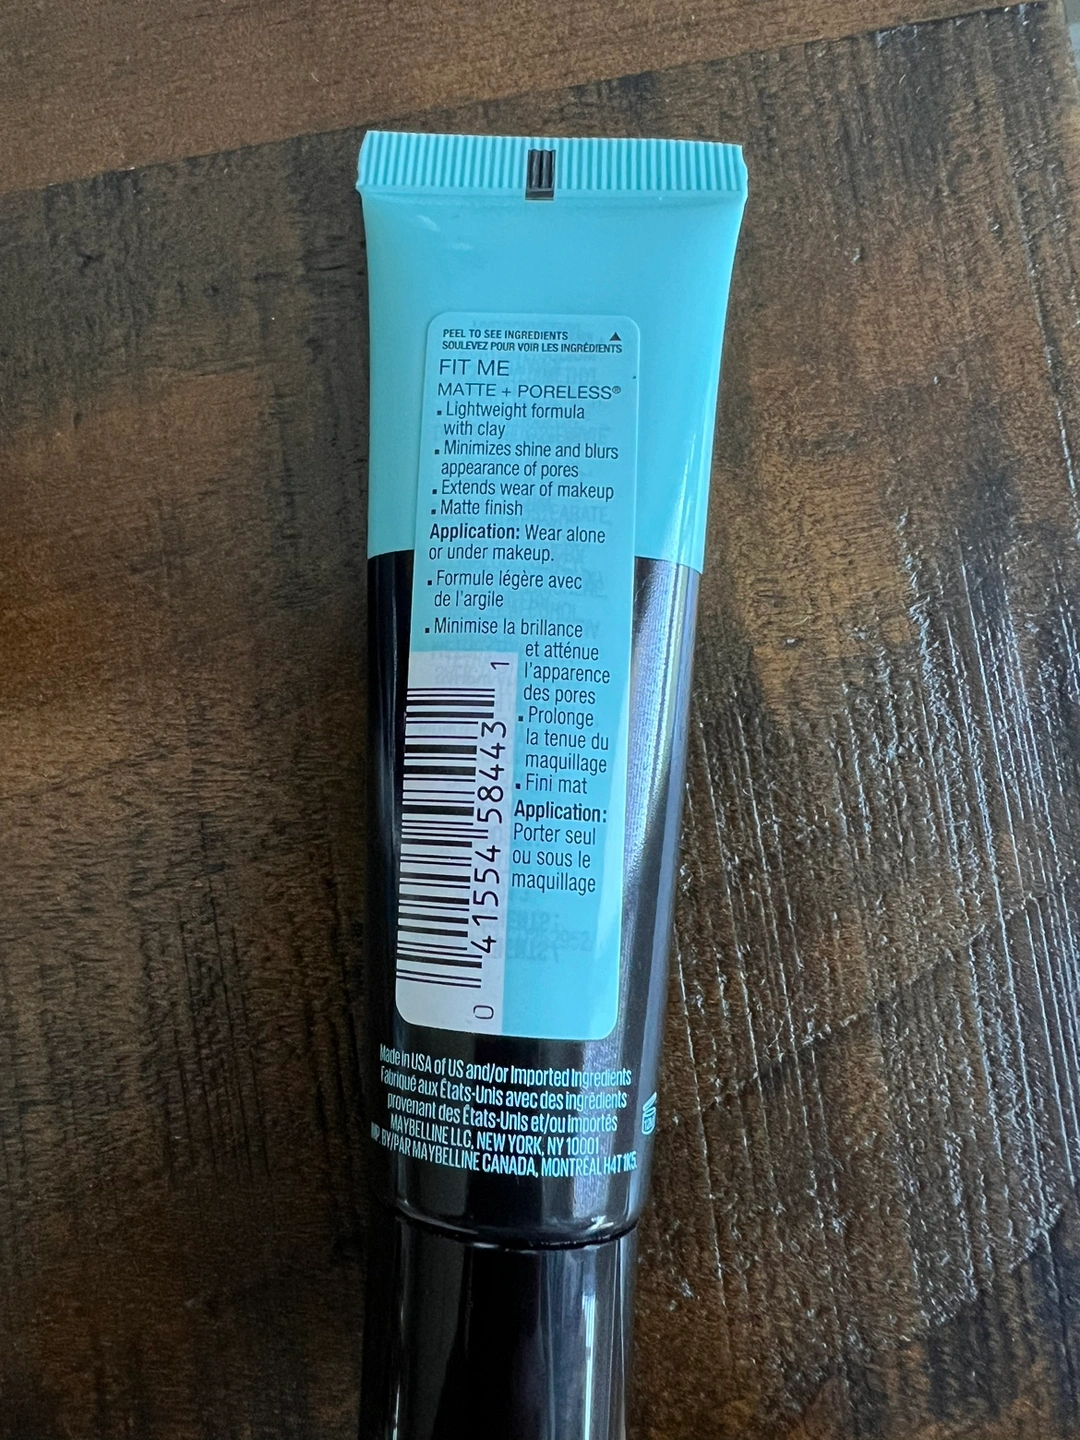 PEEL TO SEE INGREDIENTS
SOULEVEZ POUR VOIR LES INGRÉDIENTS
FIT ME
MATTE + PORELESS®
▪ Lightweight formula
with clay
▪ Minimizes shine and blurs
appearance of pores
▪ Extends wear of makeup
▪ Matte finish
Application: Wear alone
or under makeup.
▪ Formule légère avec
de l'argile
▪ Minimise la brillance
et atténue
l'apparence
des pores
▪ Prolonge
la tenue du
maquillage
▪ Fini mat
Application:
Porter seul
ou sous le
maquillage
0 41554 58443 1
Made in USA of US and/or Imported Ingredients
Fabriqué aux États-Unis avec des ingrédients
provenant des États-Unis et/ou importés
MAYBELLINE LLC, NEW YORK, NY 10001
BY/PAR MAYBELLINE CANADA, MONTRÉAL H4T 1K5